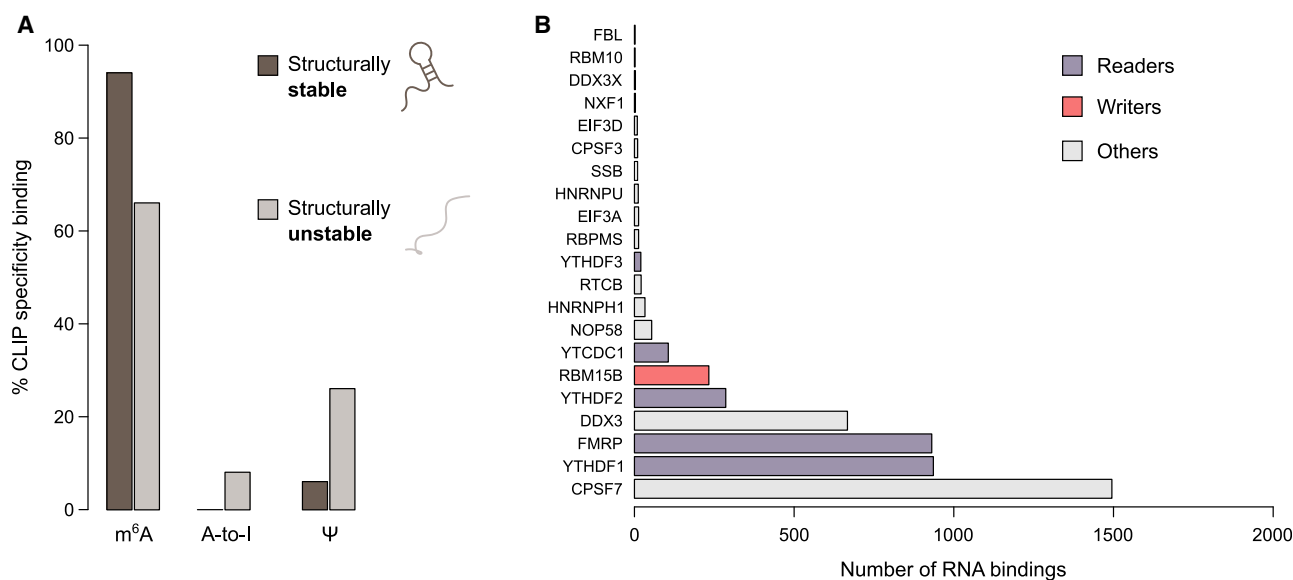 A
100
80
60
40
20
0
% CLIP specificity binding
Structurally
stable
Structurally
unstable
m⁶A
A-to-I
Ψ
B
FBL
RBM10
DDX3X
NXF1
EIF3D
CPSF3
SSB
HNRNPU
EIF3A
RBPMS
YTHDF3
RTCB
HNRNPH1
NOP58
YTCDC1
RBM15B
YTHDF2
DDX3
FMRP
YTHDF1
CPSF7
0
500
1000
1500
2000
Number of RNA bindings
Readers
Writers
Others